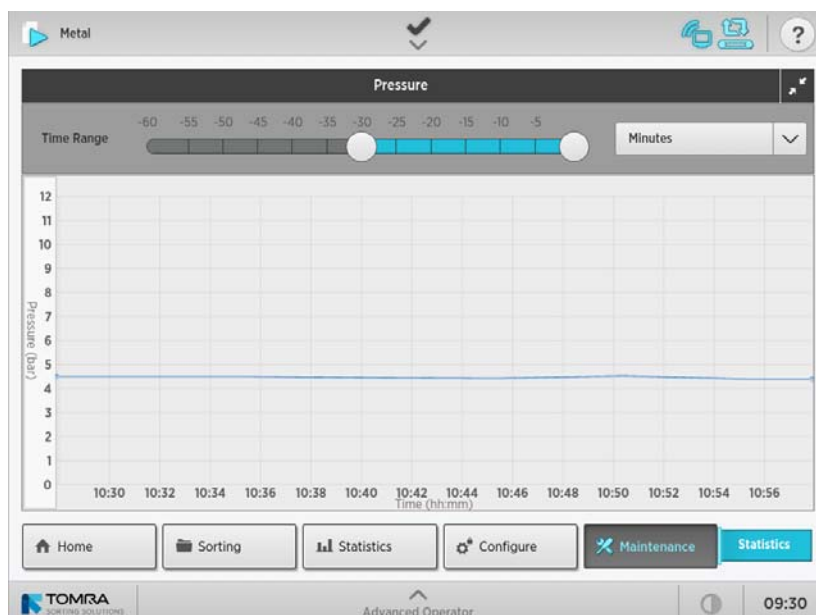 Metal
?
Pressure
Time Range
-60 -55 -50 -45 -40 -35 -30 -25 -20 -15 -10 -5
Minutes
12
11
10
9
8
7
6
5
4
3
2
1
0
Pressure (bar)
10:30 10:32 10:34 10:36 10:38 10:40 10:42 10:44 10:46 10:48 10:50 10:52 10:54 10:56
Time (hh:mm)
Home Sorting Statistics Configure Maintenance Statistics
TOMRA
SORTING SOLUTIONS
Advanced Operator
09:30